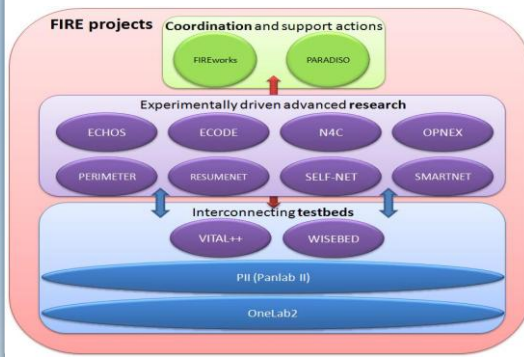 FIRE projects
Coordination and support actions
FIREworks PARADISO
Experimentally driven advanced research
ECHOS ECODE N4C OPNEX
PERIMETER RESUMENET SELF-NET SMARTNET
Interconnecting testbeds
VITAL++ WISEBED
PII (Panlab II)
OneLab2